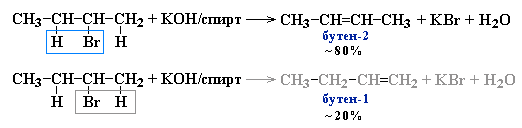 CH₃−CH−CH−CH₂ + KOH/спирт → CH₃−CH=CH−CH₃ + KBr + H₂O
H Br H
бутен-2
~80%
CH₃−CH−CH−CH₂ + KOH/спирт → CH₃−CH₂−CH=CH₂ + KBr + H₂O
H Br H
бутен-1
~20%